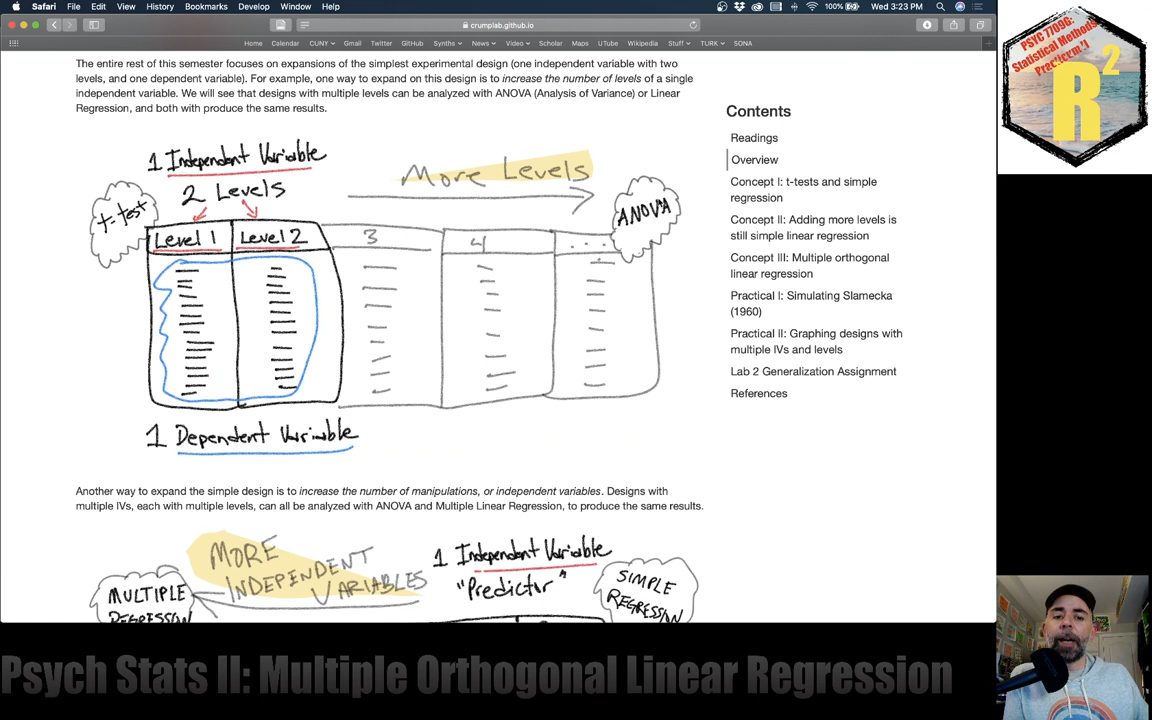 Safari File Edit View History Bookmarks Develop Window Help
100% Wed 3:23 PM
crumplab.github.io
Home Calendar CUNY Gmail Twitter GitHub Synths News Video Scholar Maps UTube Wikipedia Stuff TURK SONA
The entire rest of this semester focuses on expansions of the simplest experimental design (one independent variable with two
levels, and one dependent variable). For example, one way to expand on this design is to increase the number of levels of a single
independent variable. We will see that designs with multiple levels can be analyzed with ANOVA (Analysis of Variance) or Linear
Regression, and both with produce the same results.
1 Independent Variable
2 Levels
More Levels
t-test
ANOVA
Level 1 Level 2 3 4 ...
1 Dependent Variable
Another way to expand the simple design is to increase the number of manipulations, or independent variables. Designs with
multiple IVs, each with multiple levels, can all be analyzed with ANOVA and Multiple Linear Regression, to produce the same results.
MORE
INDEPENDENT
VARIABLES
1 Independent Variable
"Predictor"
MULTIPLE
REGRESSION
SIMPLE
REGRESSION
Contents
Readings
Overview
Concept I: t-tests and simple
regression
Concept II: Adding more levels is
still simple linear regression
Concept III: Multiple orthogonal
linear regression
Practical I: Simulating Slamecka
(1960)
Practical II: Graphing designs with
multiple IVs and levels
Lab 2 Generalization Assignment
References
PSYC 7709G:
Statistical Methods
Practicum 1
R2
Psych Stats II: Multiple Orthogonal Linear Regression